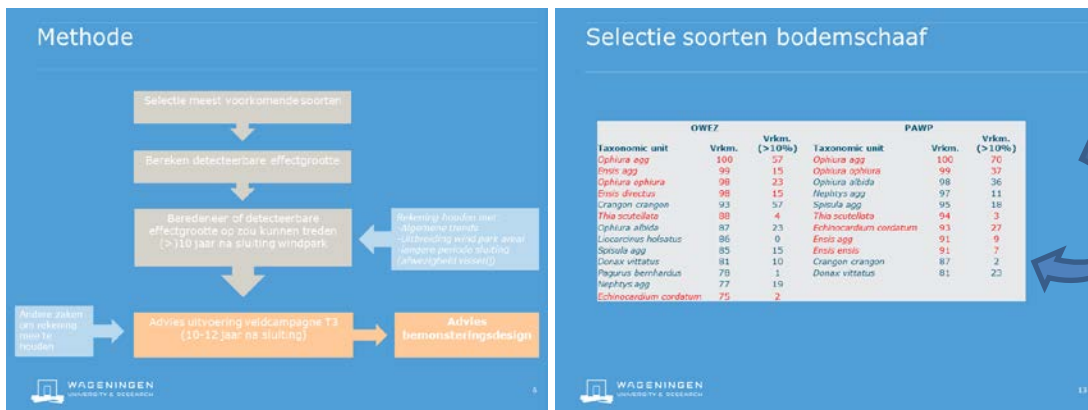 Methode
Selectie meest voorkomende soorten
Bereken detecteerbare effectgrootte
Beredeneer of detecteerbare
effectgrootte op zou kunnen treden
(>)10 jaar na sluiting windpark
Rekening houden met:
-Algemene trends
-Uitbreiding wind park areal
-langere periode sluiting
(afwezigheid visserij)
Andere zaken
om rekening
mee te
houden
Advies uitvoering veldcampagne T3
(10-12 jaar na sluiting)
Advies
bemonsteringsdesign
WAGENINGEN
UNIVERSITY & RESEARCH
Selectie soorten bodemschaaf
OWEZ PAWP
Taxonomic unit Vrkm. Vrkm. (>10%) Taxonomic unit Vrkm. Vrkm. (>10%)
Ophiura agg 100 57 Ophiura agg 100 70
Ensis agg 99 15 Ophiura ophiura 99 37
Ophiura ophiura 98 23 Ophiura albida 98 36
Ensis directus 98 15 Nephtys agg 97 11
Crangon crangon 93 57 Spisula agg 95 18
Thia scutellata 88 4 Thia scutellata 94 3
Ophiura albida 87 23 Echinocardium cordatum 93 27
Liocarcinus holsatus 86 0 Ensis agg 91 9
Spisula agg 85 15 Ensis ensis 91 7
Donax vittatus 81 10 Crangon crangon 87 2
Pagurus bernhardus 78 1 Donax vittatus 81 23
Nephtys agg 77 19
Echinocardium cordatum 75 2
WAGENINGEN
UNIVERSITY & RESEARCH
13